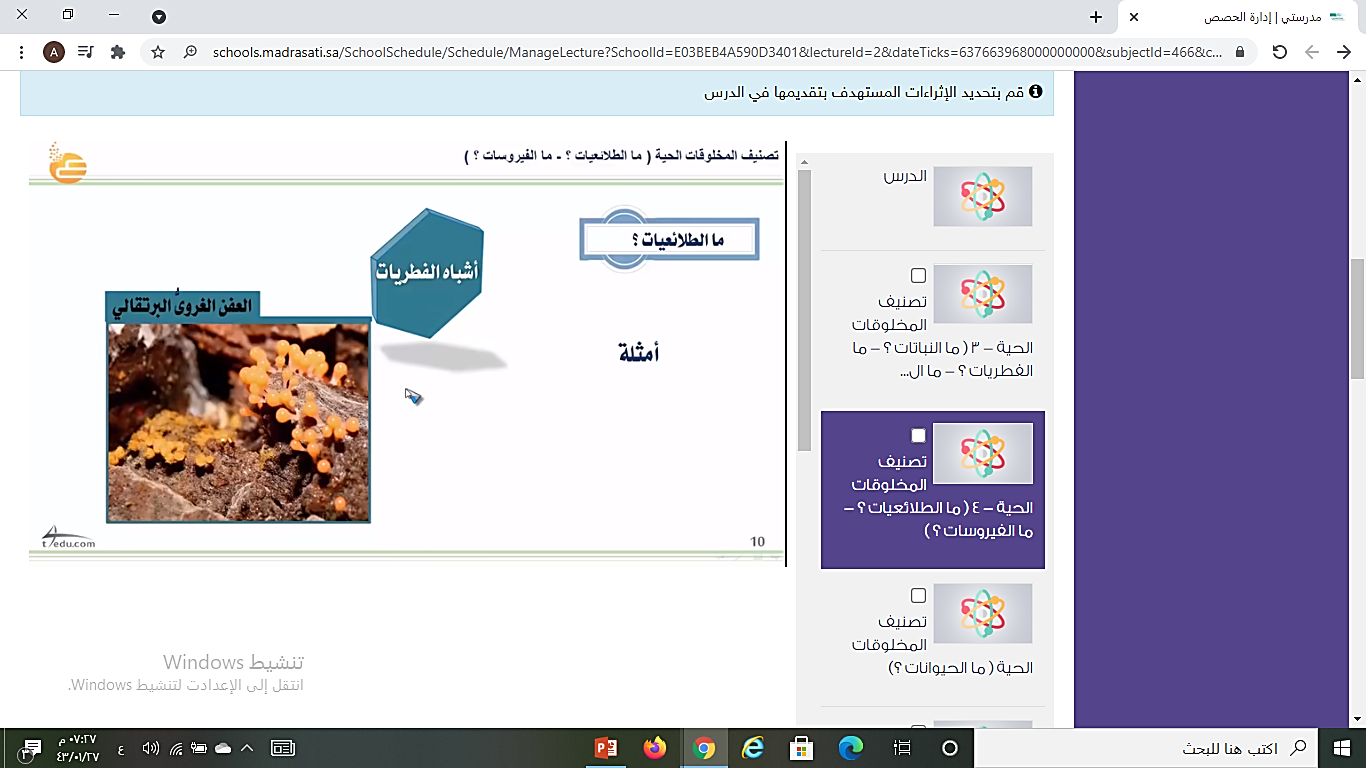 مدرستي | إدارة الحصص
schools.madrasati.sa/SchoolSchedule/Schedule/ManageLecture?SchoolId=E03BEB4A590D3401&lectureId=2&dateTicks=637663968000000000&subjectId=466&c...
A
قم بتحديد الإثراءات المستهدف بتقديمها في الدرس
تصنيف المخلوقات الحية ( ما الطلائعيات ؟ - ما الفيروسات ؟ )
ما الطلائعيات ؟
أشباه الفطريات
العفن الغروىُّ البرتقالي
أمثلة
t4edu.com
10
الدرس
تصنيف
المخلوقات
الحية – ٣ ( ما النباتات ؟ – ما
الفطريات ؟ – ما ال...
تصنيف
المخلوقات
الحية – ٤ ( ما الطلائعيات ؟ –
ما الفيروسات ؟ )
تصنيف
المخلوقات
الحية ( ما الحيوانات ؟)
تنشيط Windows
انتقل إلى الإعدادت لتنشيط Windows.
اكتب هنا للبحث
ع
٠٧:٢٧ م
٤٣/٠١/٢٧
٣